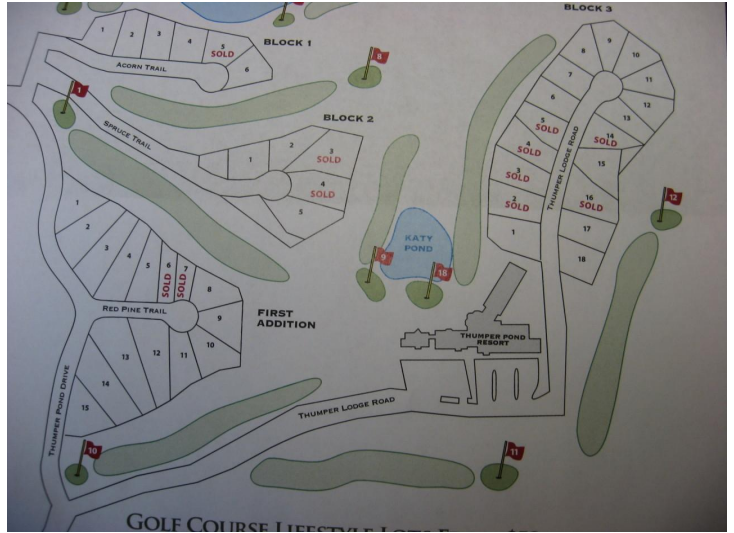 BLOCK 3
1
2
3
4
5
SOLD
6
BLOCK 1
ACORN TRAIL
8
1
SPRUCE TRAIL
BLOCK 2
1
2
3
SOLD
4
SOLD
5
9
8
10
7
11
6
12
5
SOLD
13
4
SOLD
14
SOLD
3
SOLD
15
2
SOLD
16
SOLD
1
17
18
THUMPER LODGE ROAD
12
KATY
POND
9
18
1
2
3
4
5
6
SOLD
7
SOLD
8
9
10
11
12
13
14
15
RED PINE TRAIL
FIRST
ADDITION
THUMPER POND
RESORT
THUMPER POND DRIVE
THUMPER LODGE ROAD
10
11
GOLF COURSE LIFESTYLE LOTS